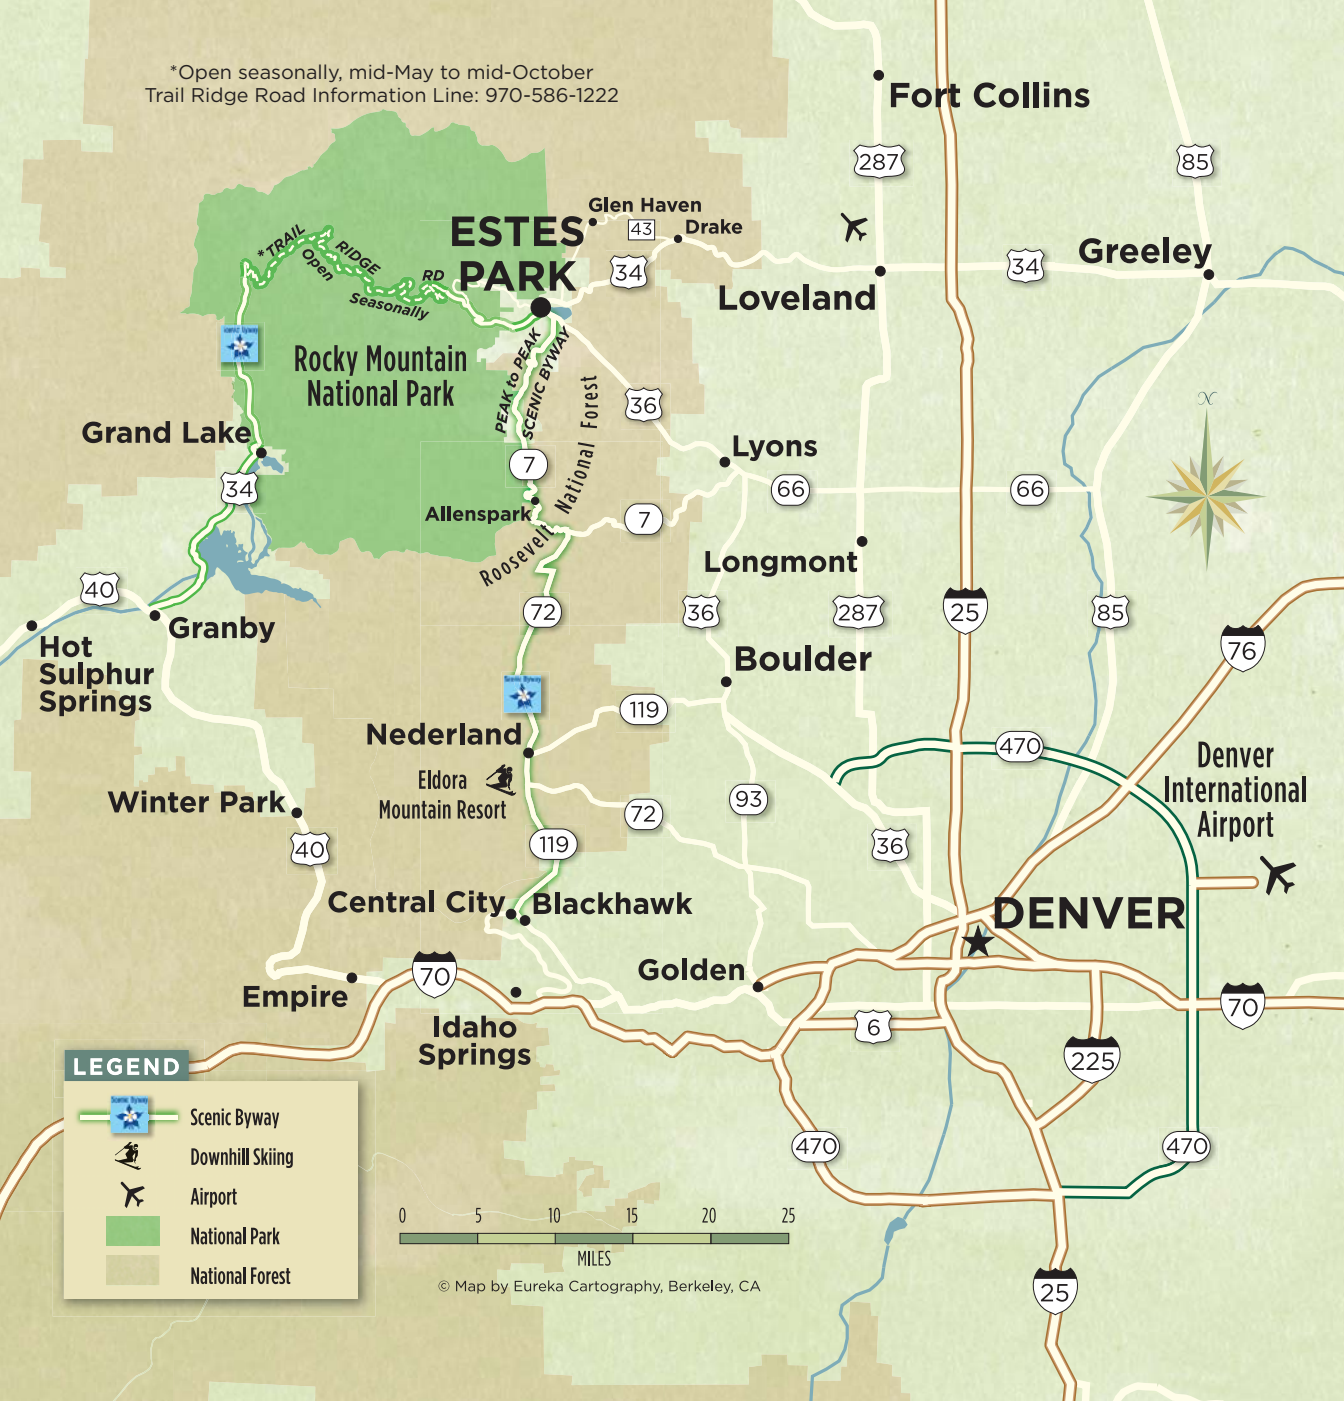 *Open seasonally, mid-May to mid-October
Trail Ridge Road Information Line: 970-586-1222
Fort Collins
287
85
Glen Haven
43
Drake
ESTES
PARK
34
Loveland
34
Greeley
*TRAIL
RIDGE
RD
Open
Seasonally
Scenic Byway
Rocky Mountain
National Park
PEAK to PEAK
SCENIC BYWAY
36
N
Grand Lake
34
7
Roosevelt National Forest
Lyons
66
66
Allenspark
7
Longmont
40
Granby
Hot
Sulphur
Springs
72
36
287
25
85
76
Boulder
Scenic Byway
119
Nederland
Eldora
Mountain Resort
470
Denver
International
Airport
Winter Park
40
72
93
36
119
Central City
Blackhawk
DENVER
Golden
Empire
70
Idaho
Springs
6
70
225
470
470
25
LEGEND
Scenic Byway
Scenic Byway
Downhill Skiing
Airport
National Park
National Forest
0 5 10 15 20 25
MILES
© Map by Eureka Cartography, Berkeley, CA